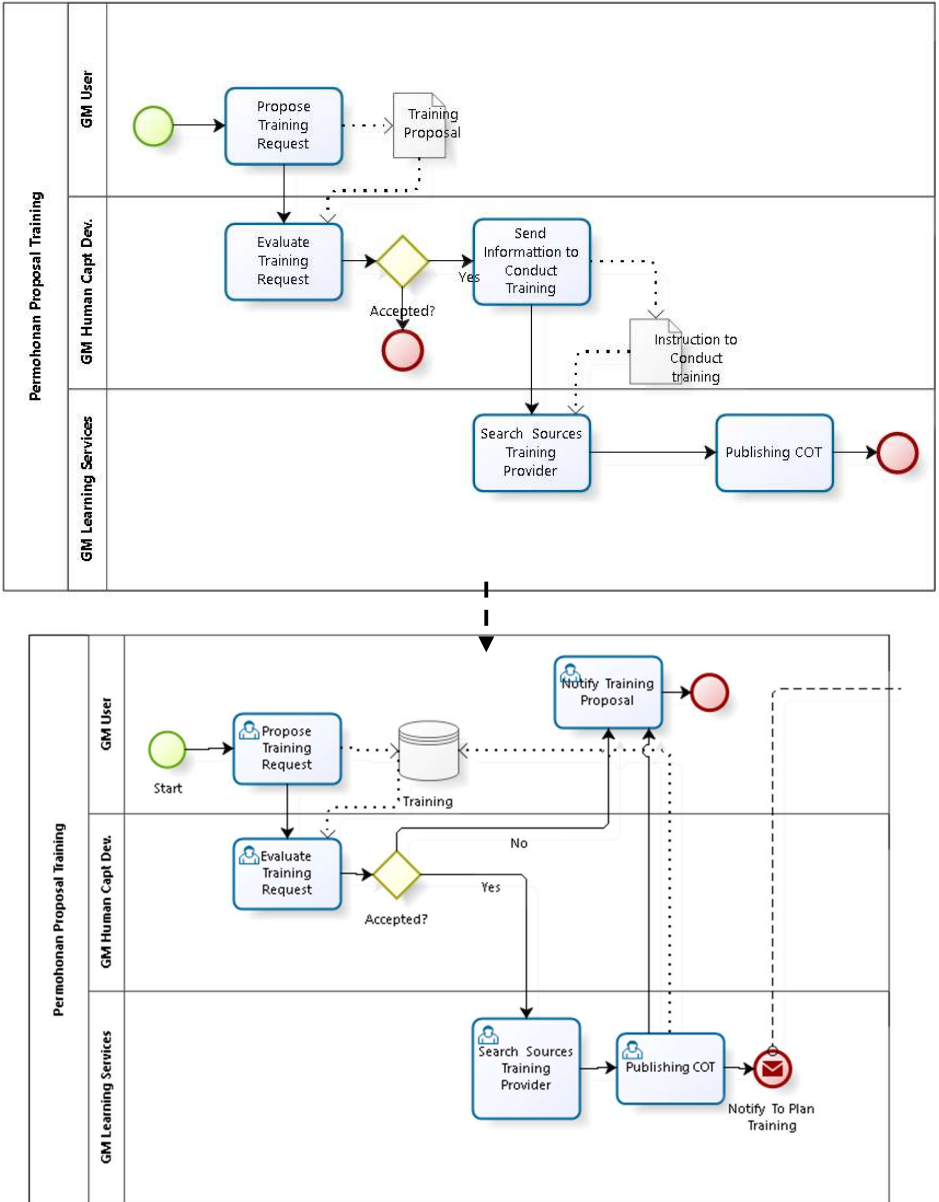 Permohonan Proposal Training
GM User
Propose
Training
Request
Training
Proposal
GM Human Capt Dev.
Evaluate
Training
Request
Accepted?
Yes
Send
Informattion to
Conduct
Training
Instruction to
Conduct
training
GM Learning Services
Search Sources
Training
Provider
Publishing COT
Permohonan Proposal Training
GM User
Start
Propose
Training
Request
Training
Notify Training
Proposal
GM Human Capt Dev.
Evaluate
Training
Request
Accepted?
No
Yes
GM Learning Services
Search Sources
Training
Provider
Publishing COT
Notify To Plan
Training